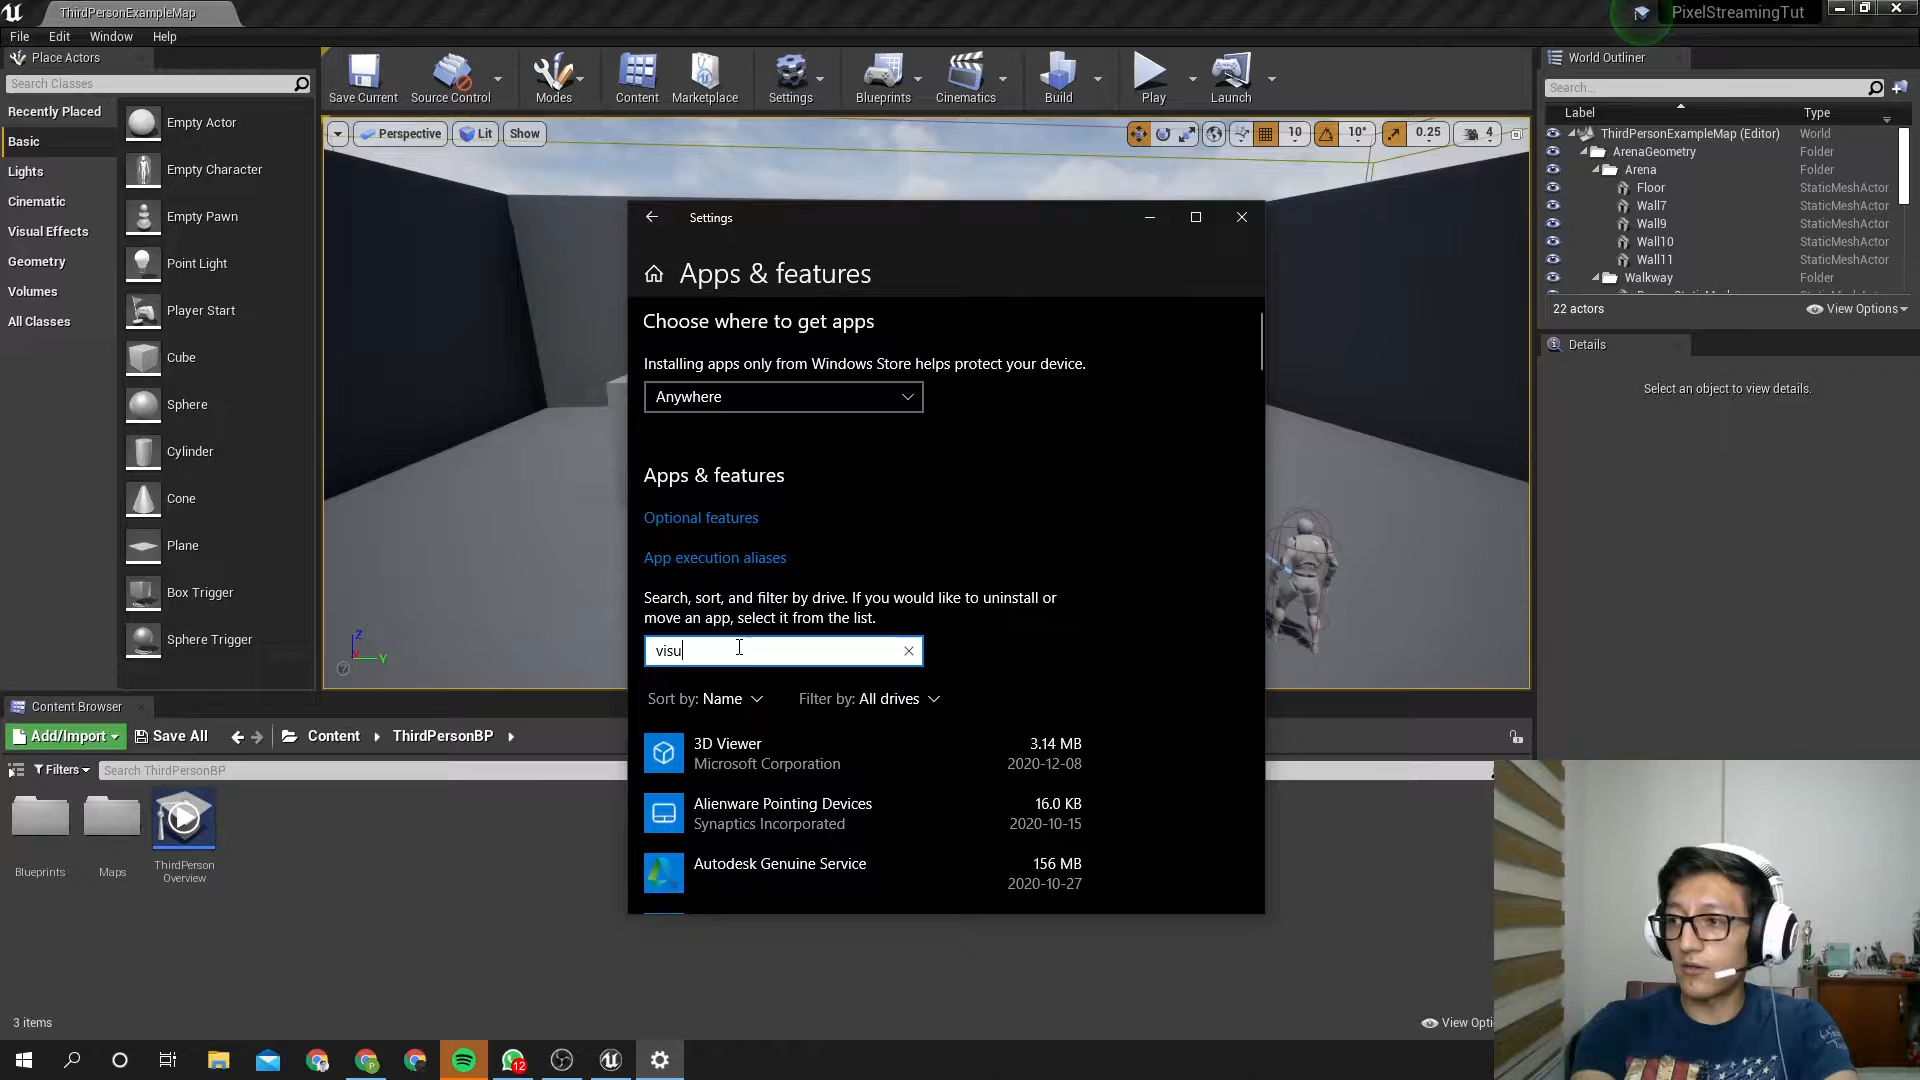 ThirdPersonExampleMap
PixelStreamingTut
File Edit Window Help
Place Actors
Search Classes
Recently Placed
Basic
Lights
Cinematic
Visual Effects
Geometry
Volumes
All Classes
Empty Actor
Empty Character
Empty Pawn
Point Light
Player Start
Cube
Sphere
Cylinder
Cone
Plane
Box Trigger
Sphere Trigger
Save Current
Source Control
Modes
Content
Marketplace
Settings
Blueprints
Cinematics
Build
Play
Launch
Perspective Lit Show
10 10° 0.25 4
Z
Y
Settings
Apps & features
Choose where to get apps
Installing apps only from Windows Store helps protect your device.
Anywhere
Apps & features
Optional features
App execution aliases
Search, sort, and filter by drive. If you would like to uninstall or
move an app, select it from the list.
visu
Sort by: Name Filter by: All drives
3D Viewer 3.14 MB
Microsoft Corporation 2020-12-08
Alienware Pointing Devices 16.0 KB
Synaptics Incorporated 2020-10-15
Autodesk Genuine Service 156 MB
2020-10-27
World Outliner
Search...
Label Type
ThirdPersonExampleMap (Editor) World
ArenaGeometry Folder
Arena Folder
Floor StaticMeshActor
Wall7 StaticMeshActor
Wall9 StaticMeshActor
Wall10 StaticMeshActor
Wall11 StaticMeshActor
Walkway Folder
22 actors View Options
Details
Select an object to view details.
Content Browser
Add/Import Save All Content ThirdPersonBP
Filters Search ThirdPersonBP
Blueprints
Maps
ThirdPerson
Overview
3 items
View Opti
12